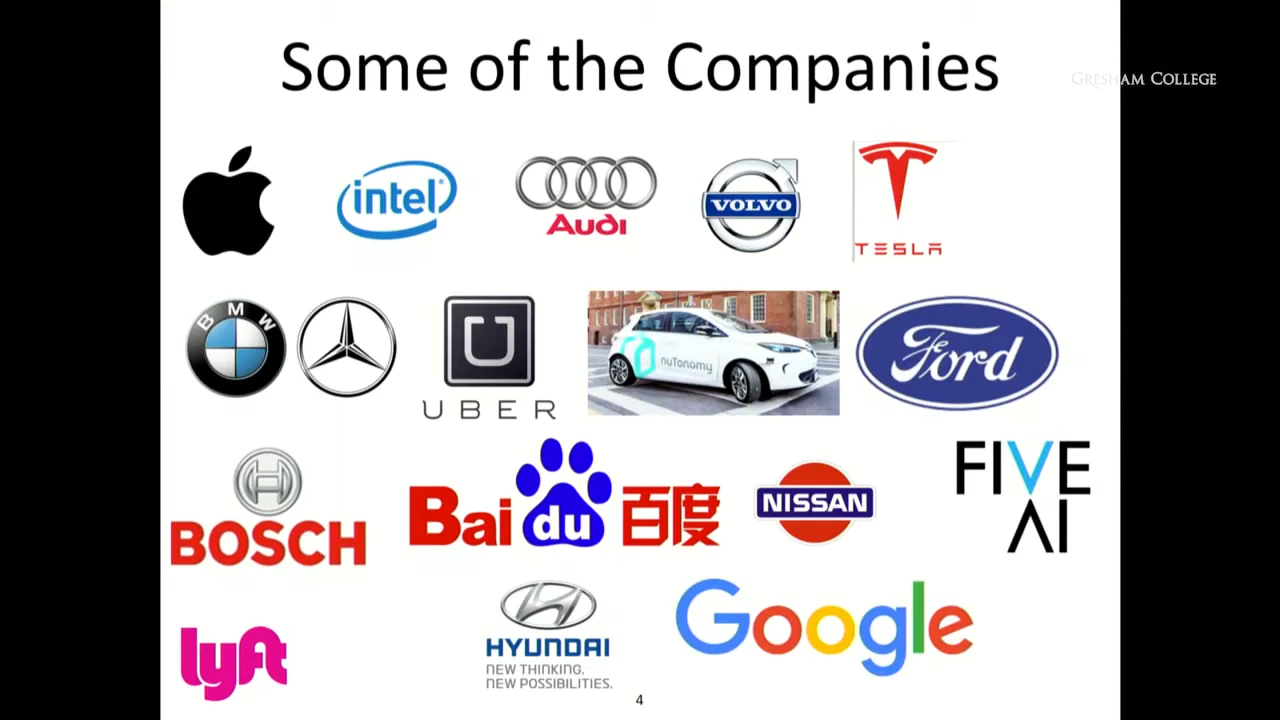 Some of the Companies
GRESHAM COLLEGE
intel
Audi
VOLVO
TESLA
BMW
UBER
nuTonomy
Ford
BOSCH
Bai du 百度
NISSAN
FIVE
AI
lyft
HYUNDAI
NEW THINKING.
NEW POSSIBILITIES.
Google
4